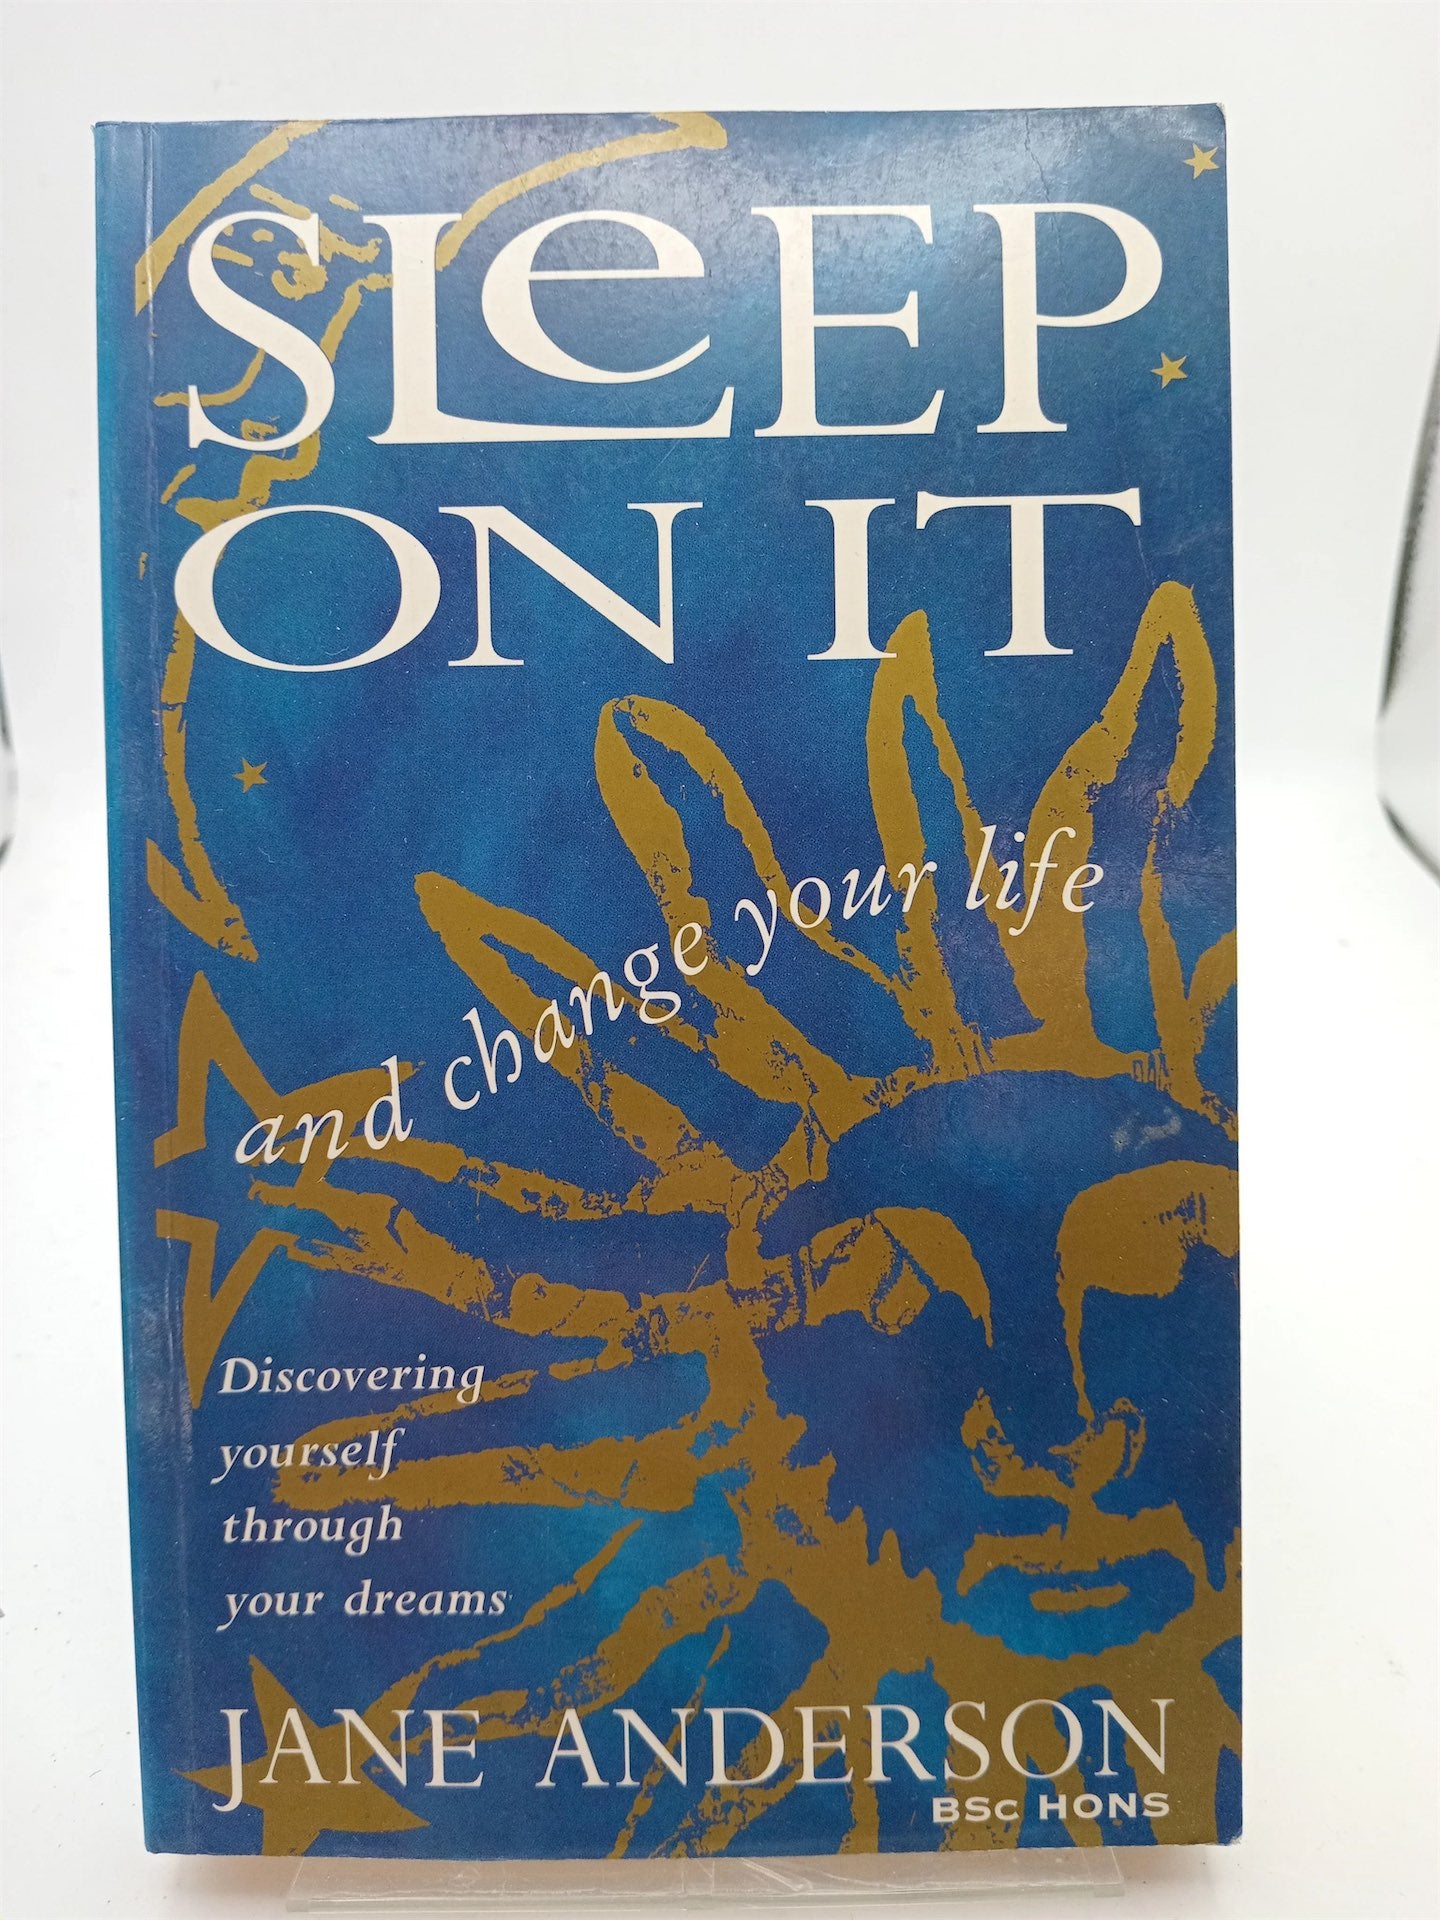 SLeEP
ON IT
and change your life
Discovering
yourself
through
your dreams
JANE ANDERSON
BSc HONS